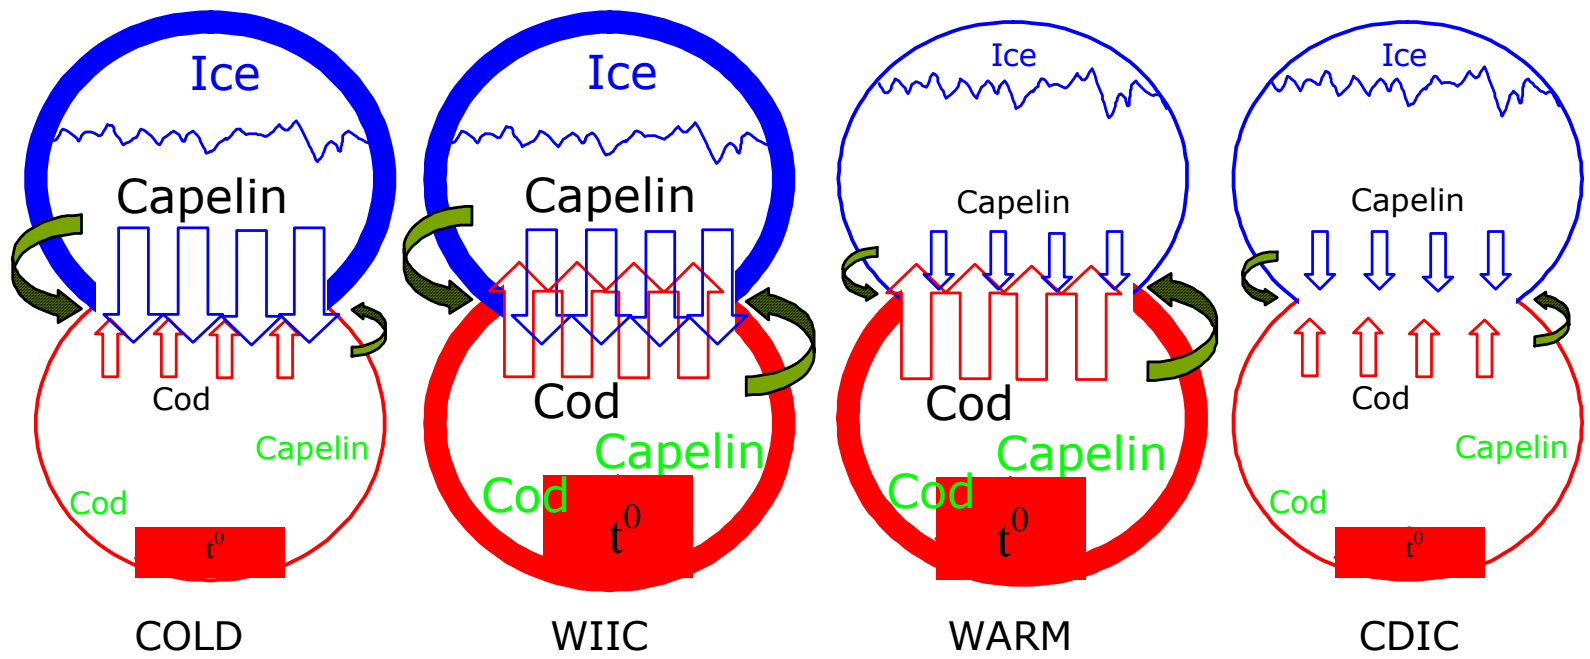 Ice
Capelin
Cod
Capelin
Cod
t⁰
COLD
Ice
Capelin
Cod
Capelin
Cod
t⁰
WIIC
Ice
Capelin
Cod
Capelin
Cod
t⁰
WARM
Ice
Capelin
Cod
Capelin
Cod
t⁰
CDIC